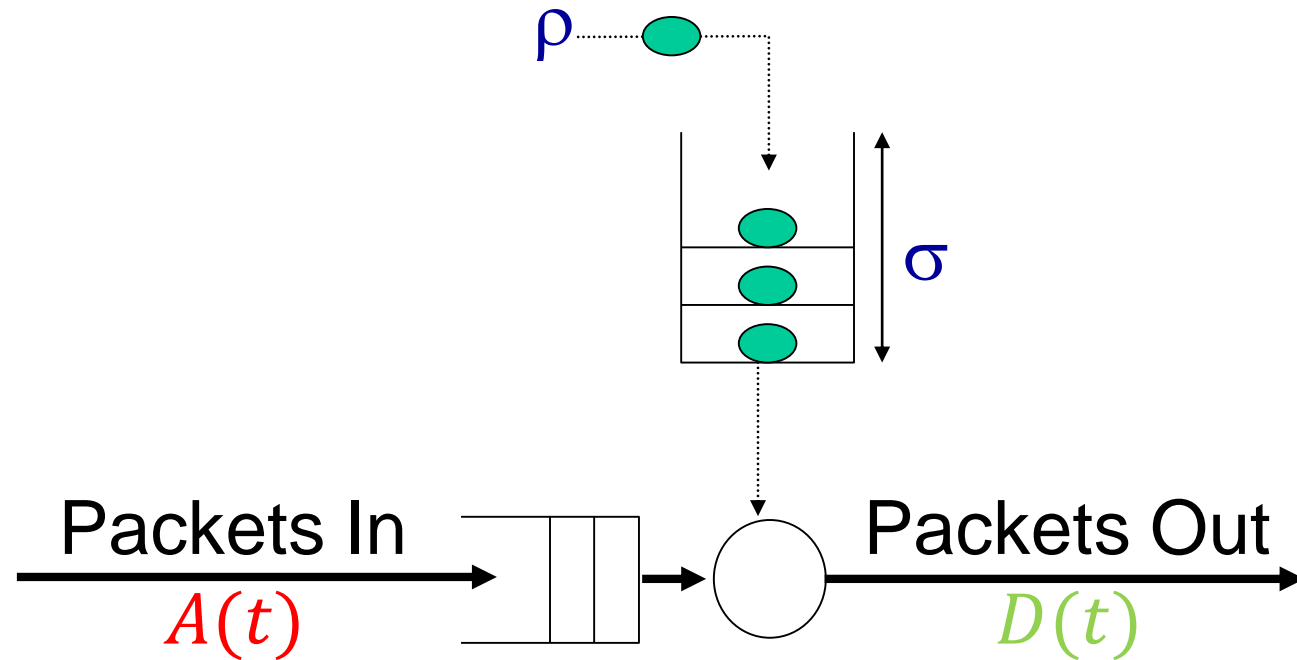 ρ
σ
Packets In
A(t)
Packets Out
D(t)